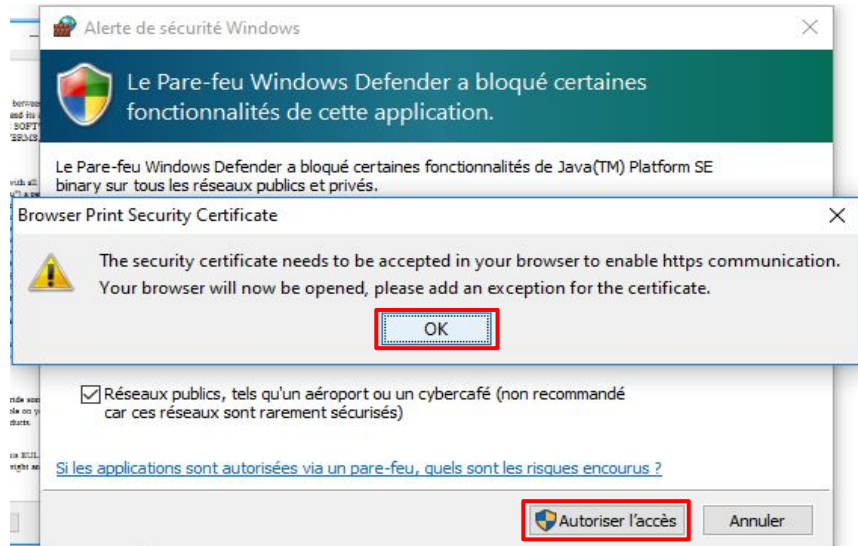 Alerte de sécurité Windows
Le Pare-feu Windows Defender a bloqué certaines
fonctionnalités de cette application.
Le Pare-feu Windows Defender a bloqué certaines fonctionnalités de Java(TM) Platform SE
binary sur tous les réseaux publics et privés.
Browser Print Security Certificate
The security certificate needs to be accepted in your browser to enable https communication.
Your browser will now be opened, please add an exception for the certificate.
OK
Réseaux publics, tels qu'un aéroport ou un cybercafé (non recommandé
car ces réseaux sont rarement sécurisés)
Si les applications sont autorisées via un pare-feu, quels sont les risques encourus ?
Autoriser l'accès
Annuler